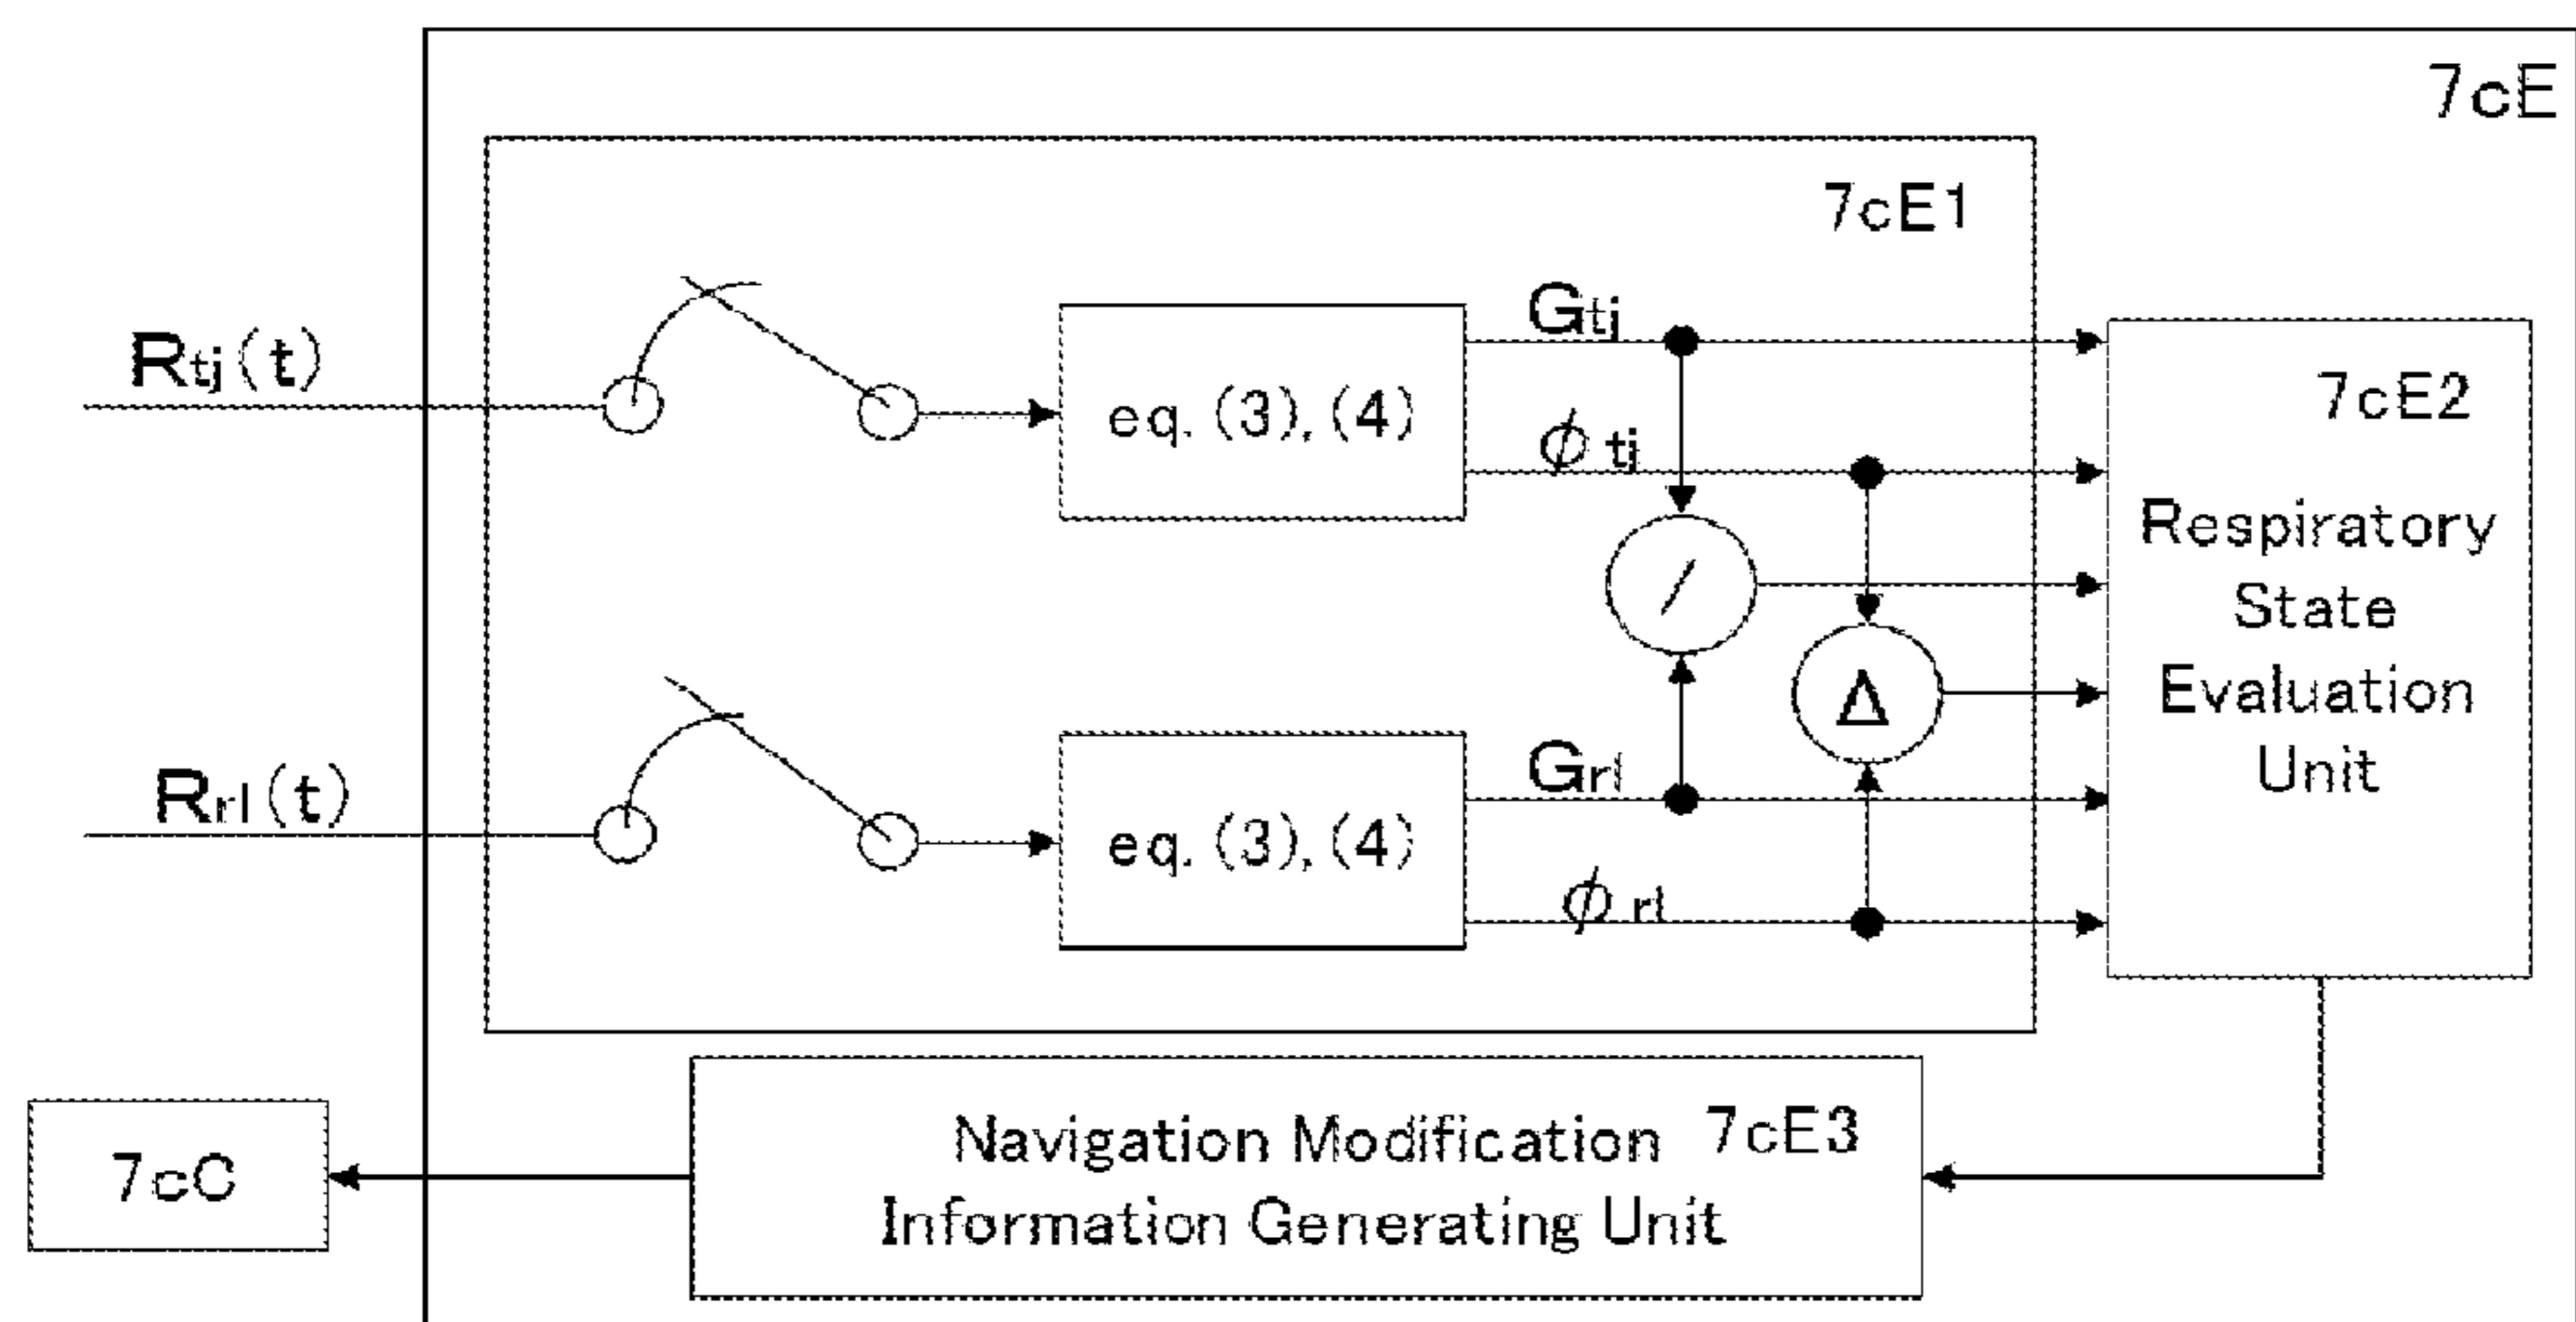 7cE
7cE1
Rtj(t)
eq.(3),(4)
Gtj
ϕtj
/
Δ
7cE2
Respiratory
State
Evaluation
Unit
Rrl(t)
eq.(3),(4)
Grl
ϕrl
7cC
Navigation Modification 7cE3
Information Generating Unit